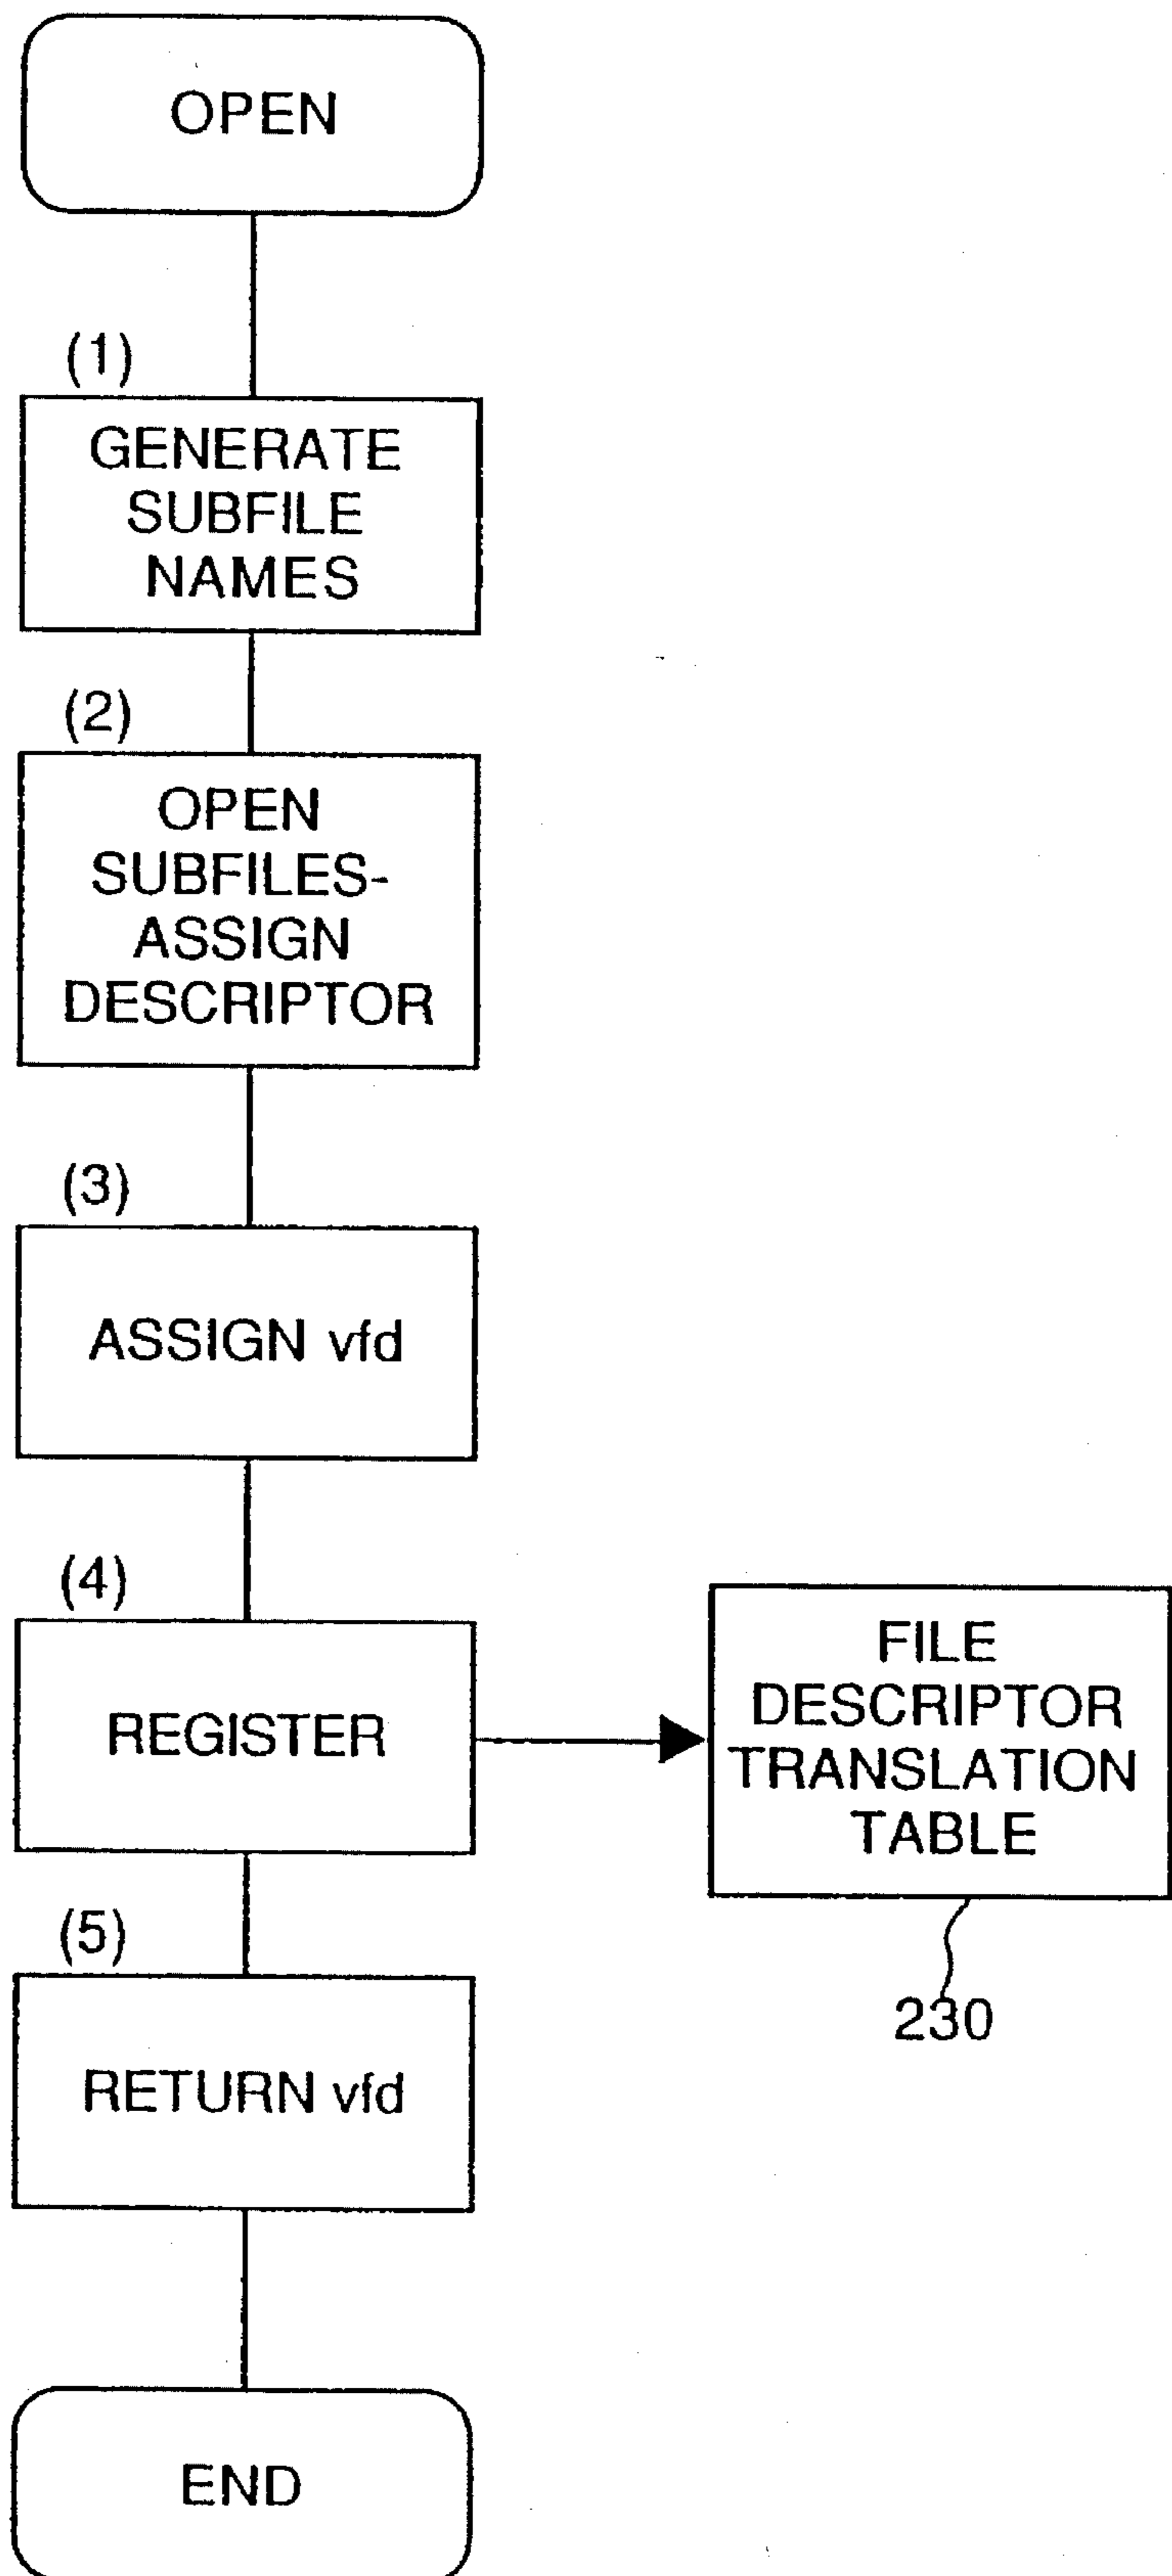 OPEN
(1)
GENERATE
SUBFILE
NAMES
(2)
OPEN
SUBFILES-
ASSIGN
DESCRIPTOR
(3)
ASSIGN vfd
(4)
REGISTER
FILE
DESCRIPTOR
TRANSLATION
TABLE
230
(5)
RETURN vfd
END